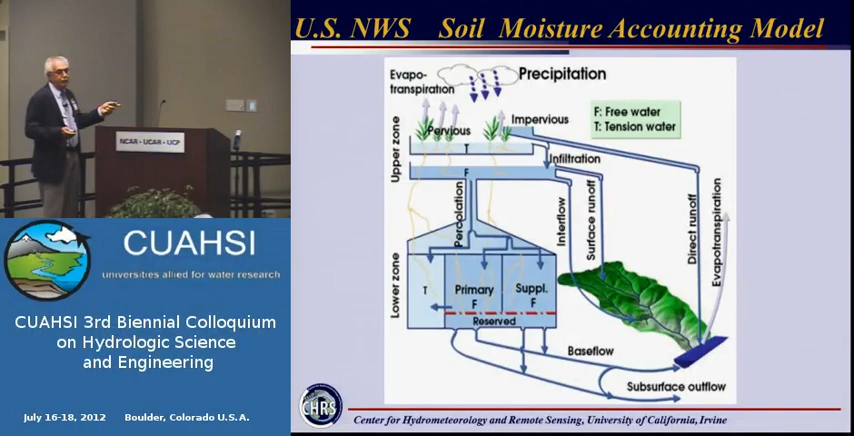 U.S. NWS Soil Moisture Accounting Model
NCAR - UCAR - UCP
CUAHSI
universities allied for water research
CUAHSI 3rd Biennial Colloquium
on Hydrologic Science
and Engineering
July 16-18, 2012 Boulder, Colorado U.S.A.
Evapo-
transpiration
Precipitation
Pervious
Impervious
F: Free water
T: Tension water
Upper zone
T
Infiltration
F
Percolation
Interflow
Surface runoff
Direct runoff
Evapotranspiration
Lower zone
T
Primary
F
Suppl.
F
Reserved
Baseflow
Subsurface outflow
CHRS
Center for Hydrometeorology and Remote Sensing, University of California, Irvine